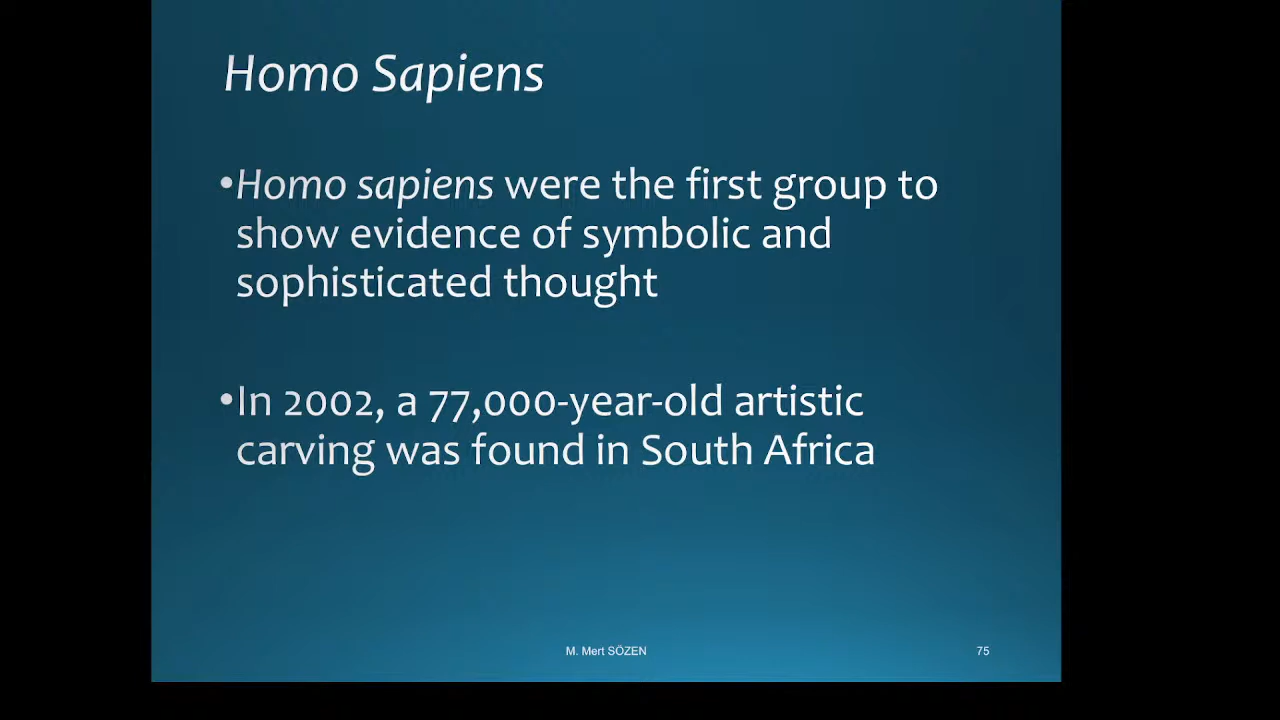 Homo Sapiens
•Homo sapiens were the first group to
show evidence of symbolic and
sophisticated thought
•In 2002, a 77,000-year-old artistic
carving was found in South Africa
M. Mert SÖZEN
75